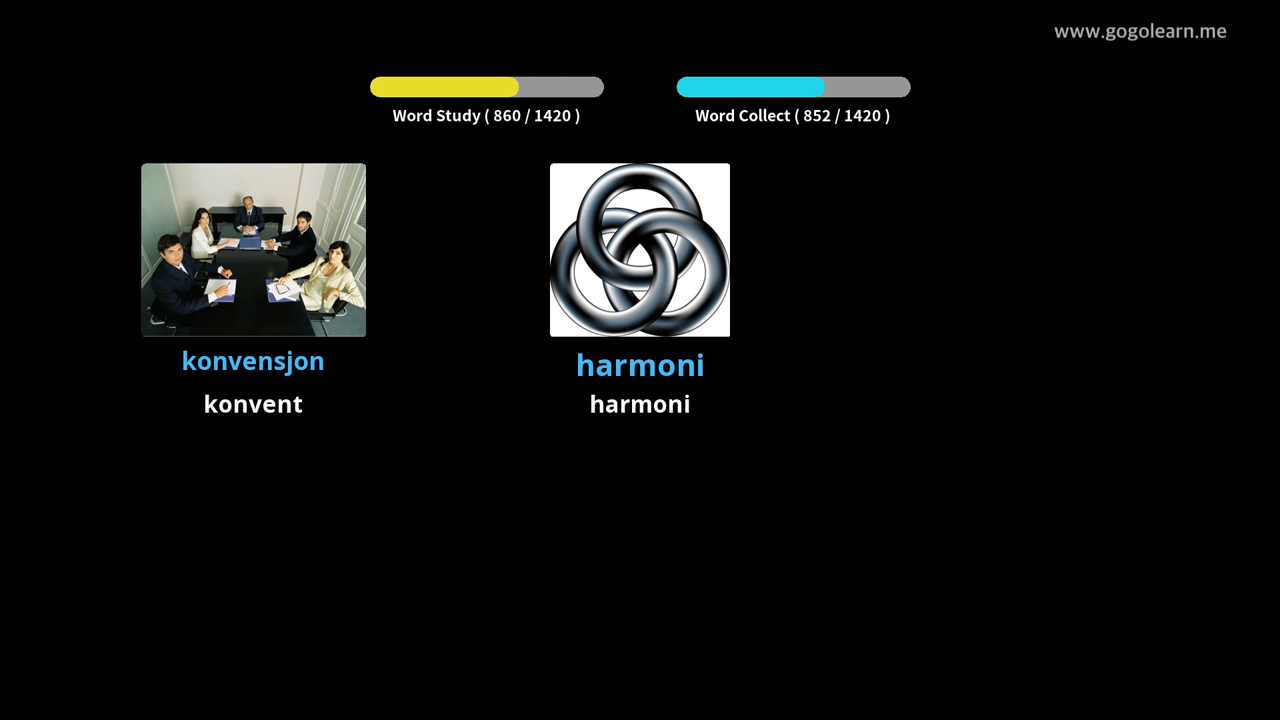 www.gogolearn.me
Word Study ( 860 / 1420 )
Word Collect ( 852 / 1420 )
konvensjon
konvent
harmoni
harmoni